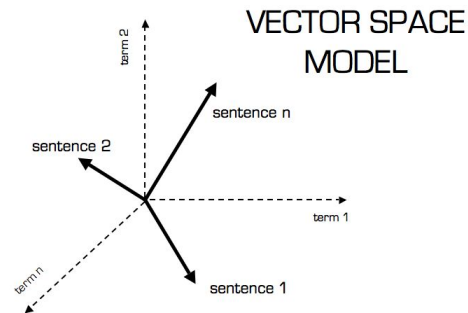 VECTOR SPACE
MODEL
term 2
sentence n
sentence 2
term 1
term n
sentence 1